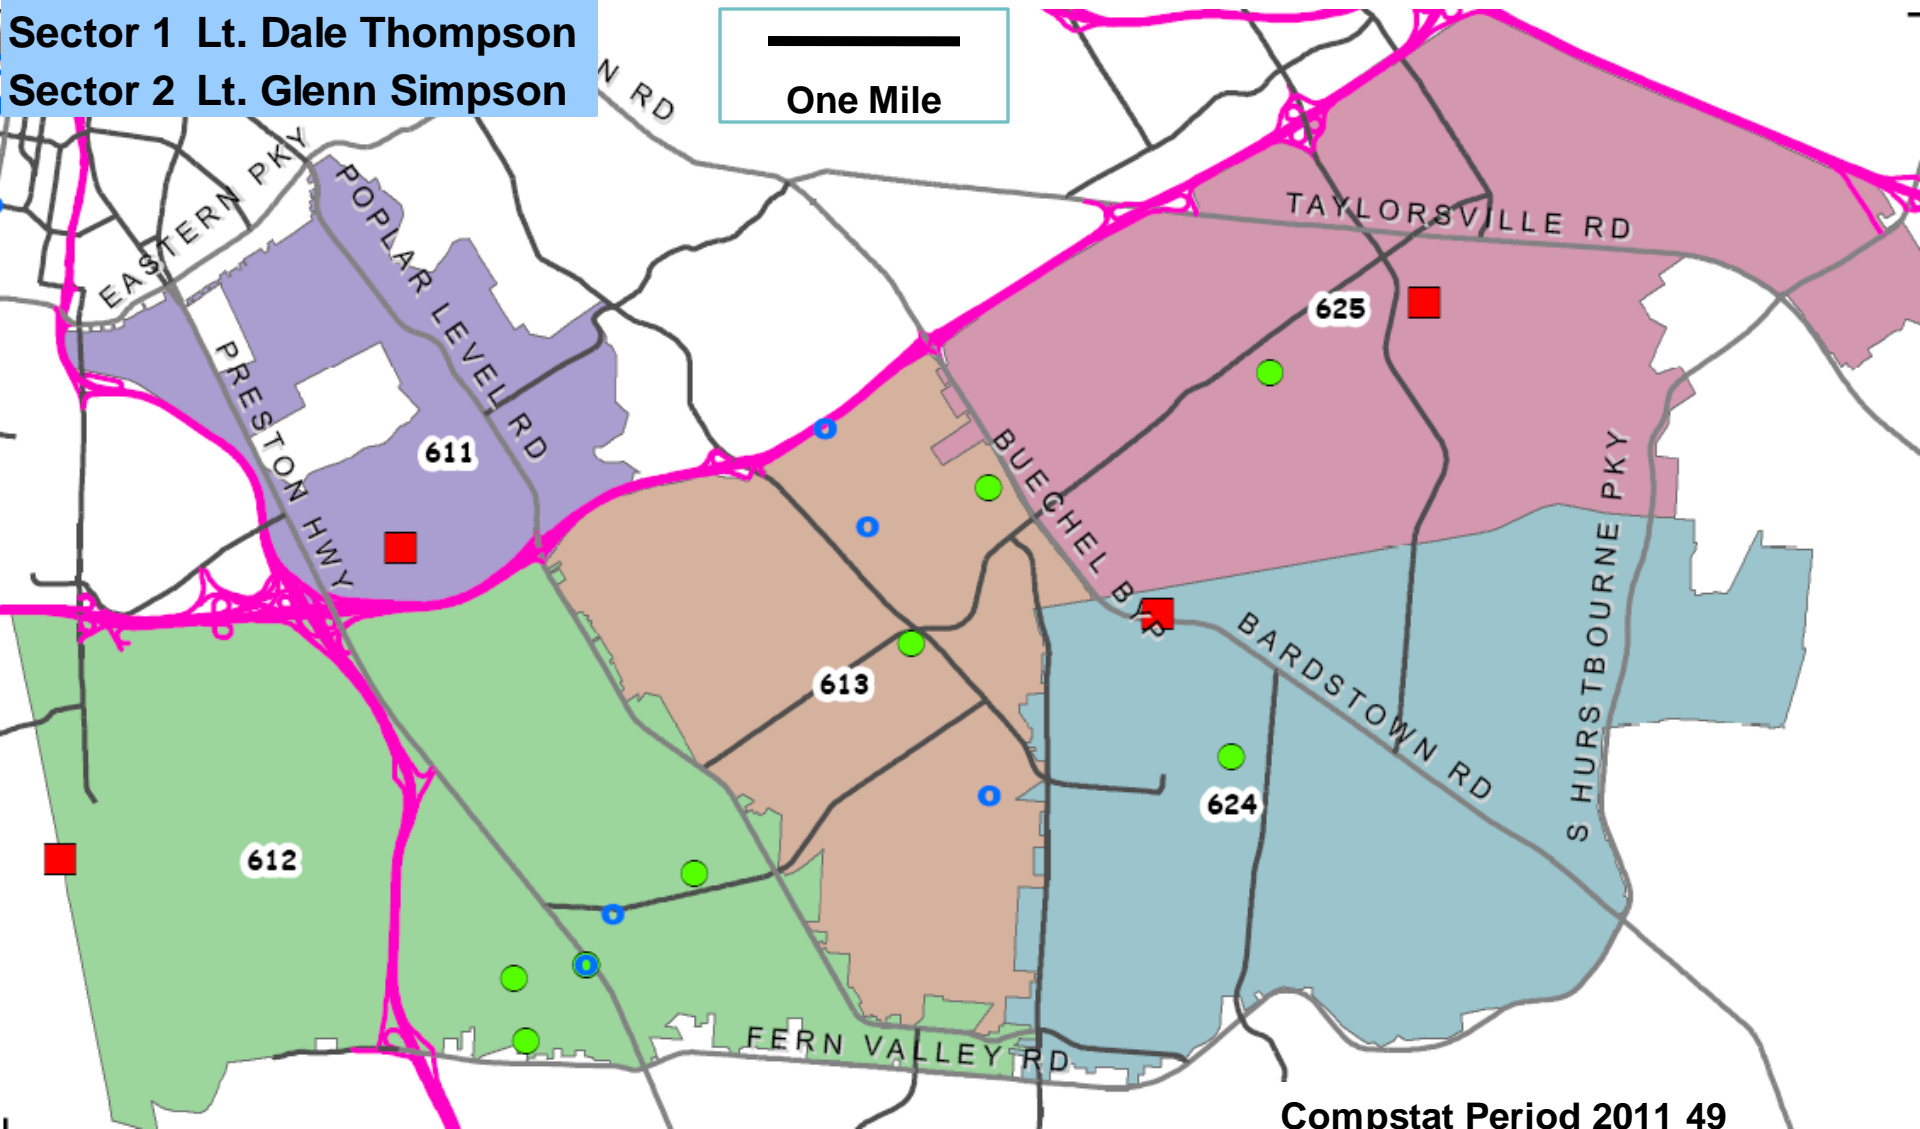 Sector 1 Lt. Dale Thompson
Sector 2 Lt. Glenn Simpson
One Mile
N RD
EASTERN PKY
POPLAR LEVEL RD
TAYLORSVILLE RD
625
PRESTON HWY
611
BUECHEL BYP
S HURSTBOURNE PKY
BARDSTOWN RD
613
624
612
FERN VALLEY RD
Compstat Period 2011 49